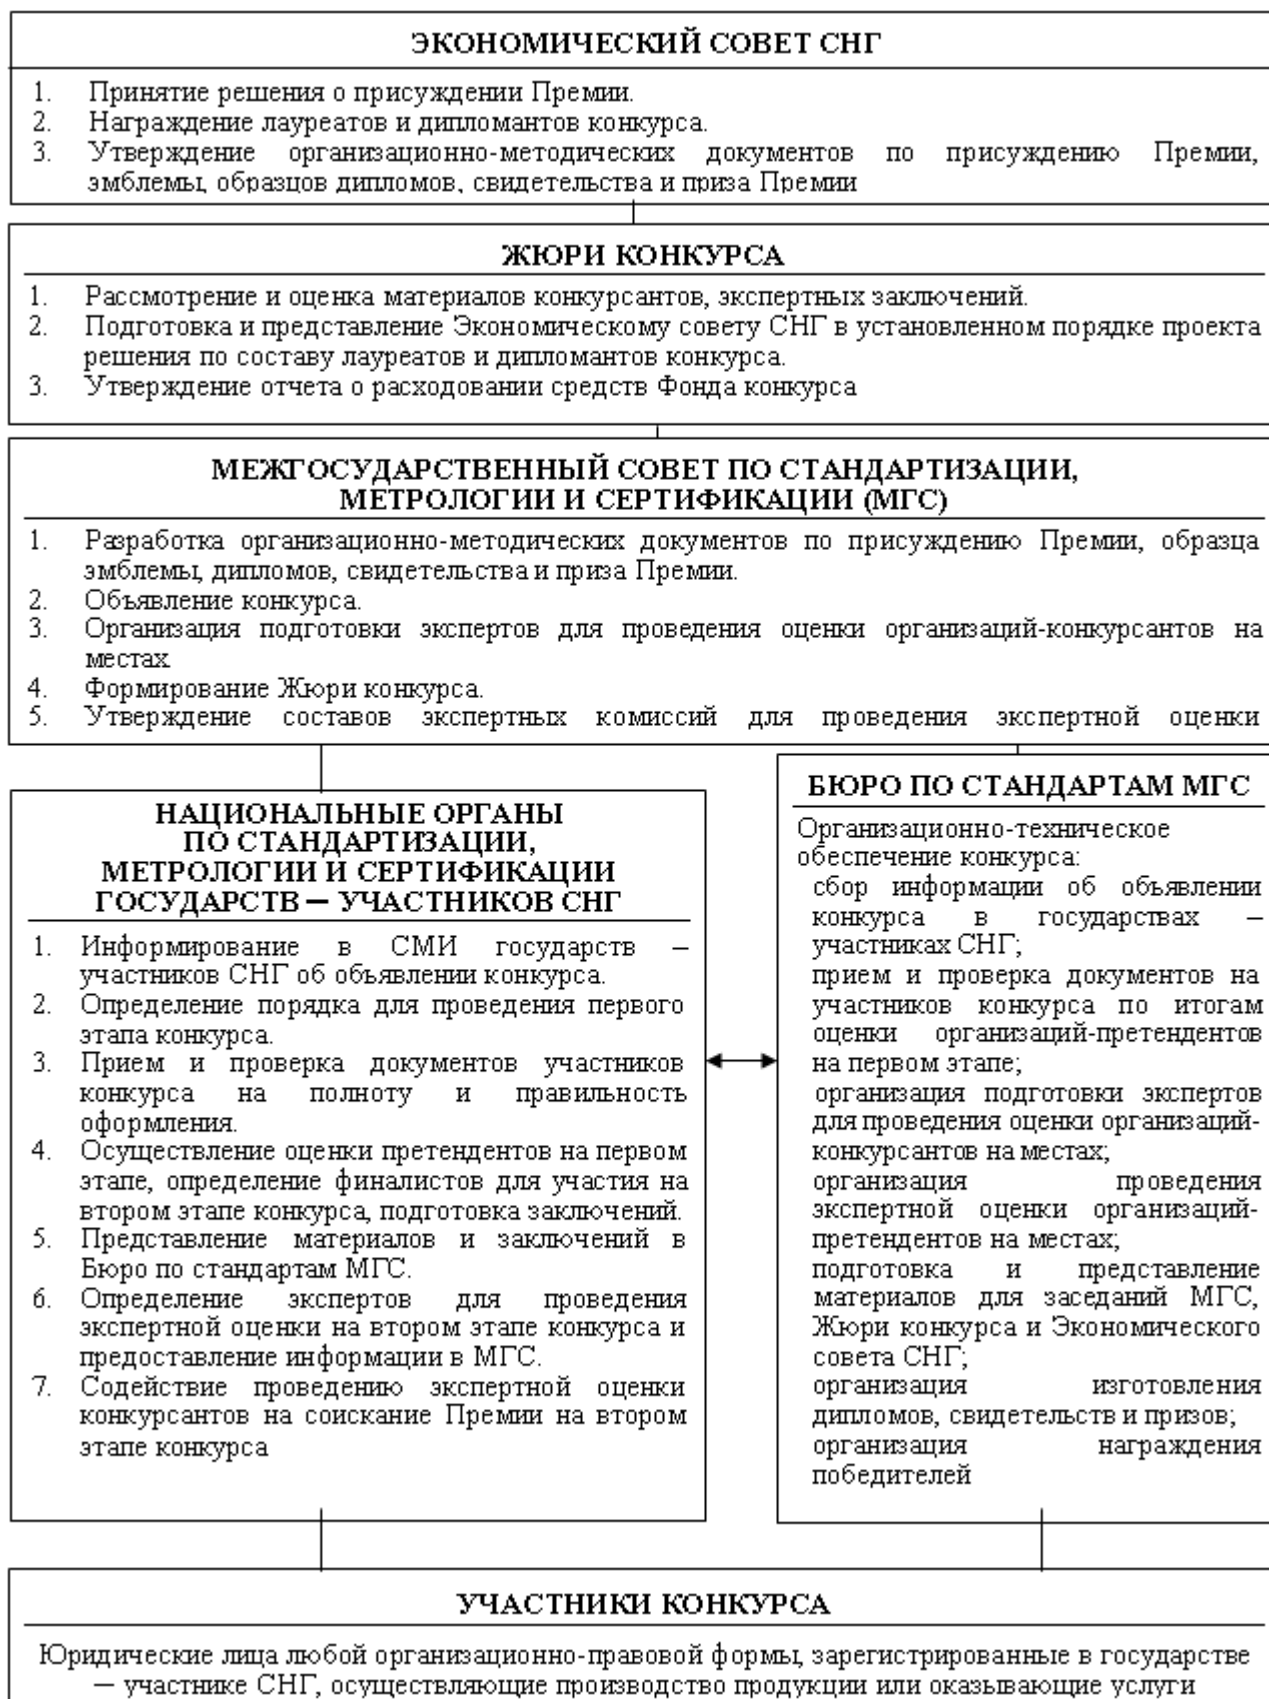 ЭКОНОМИЧЕСКИЙ СОВЕТ СНГ
1. Принятие решения о присуждении Премии.
2. Награждение лауреатов и дипломантов конкурса.
3. Утверждение организационно-методических документов по присуждению Премии,
эмблемы, образцов дипломов, свидетельства и приза Премии
ЖЮРИ КОНКУРСА
1. Рассмотрение и оценка материалов конкурсантов, экспертных заключений.
2. Подготовка и представление Экономическому совету СНГ в установленном порядке проекта
решения по составу лауреатов и дипломантов конкурса.
3. Утверждение отчета о расходовании средств Фонда конкурса
МЕЖГОСУДАРСТВЕННЫЙ СОВЕТ ПО СТАНДАРТИЗАЦИИ,
МЕТРОЛОГИИ И СЕРТИФИКАЦИИ (МГС)
1. Разработка организационно-методических документов по присуждению Премии, образца
эмблемы, дипломов, свидетельства и приза Премии.
2. Объявление конкурса.
3. Организация подготовки экспертов для проведения оценки организаций-конкурсантов на
местах
4. Формирование Жюри конкурса.
5. Утверждение составов экспертных комиссий для проведения экспертной оценки
НАЦИОНАЛЬНЫЕ ОРГАНЫ
ПО СТАНДАРТИЗАЦИИ,
МЕТРОЛОГИИ И СЕРТИФИКАЦИИ
ГОСУДАРСТВ — УЧАСТНИКОВ СНГ
1. Информирование в СМИ государств –
участников СНГ об объявлении конкурса.
2. Определение порядка для проведения первого
этапа конкурса.
3. Прием и проверка документов участников
конкурса на полноту и правильность
оформления.
4. Осуществление оценки претендентов на первом
этапе, определение финалистов для участия на
втором этапе конкурса, подготовка заключений.
5. Представление материалов и заключений в
Бюро по стандартам МГС.
6. Определение экспертов для проведения
экспертной оценки на втором этапе конкурса и
предоставление информации в МГС.
7. Содействие проведению экспертной оценки
конкурсантов на соискание Премии на втором
этапе конкурса
БЮРО ПО СТАНДАРТАМ МГС
Организационно-техническое
обеспечение конкурса:
сбор информации об объявлении
конкурса в государствах –
участниках СНГ;
прием и проверка документов на
участников конкурса по итогам
оценки организаций-претендентов
на первом этапе;
организация подготовки экспертов
для проведения оценки организаций-
конкурсантов на местах;
организация проведения
экспертной оценки организаций-
претендентов на местах;
подготовка и представление
материалов для заседаний МГС,
Жюри конкурса и Экономического
совета СНГ;
организация изготовления
дипломов, свидетельств и призов;
организация награждения
победителей
УЧАСТНИКИ КОНКУРСА
Юридические лица любой организационно-правовой формы, зарегистрированные в государстве
— участнике СНГ, осуществляющие производство продукции или оказывающие услуги